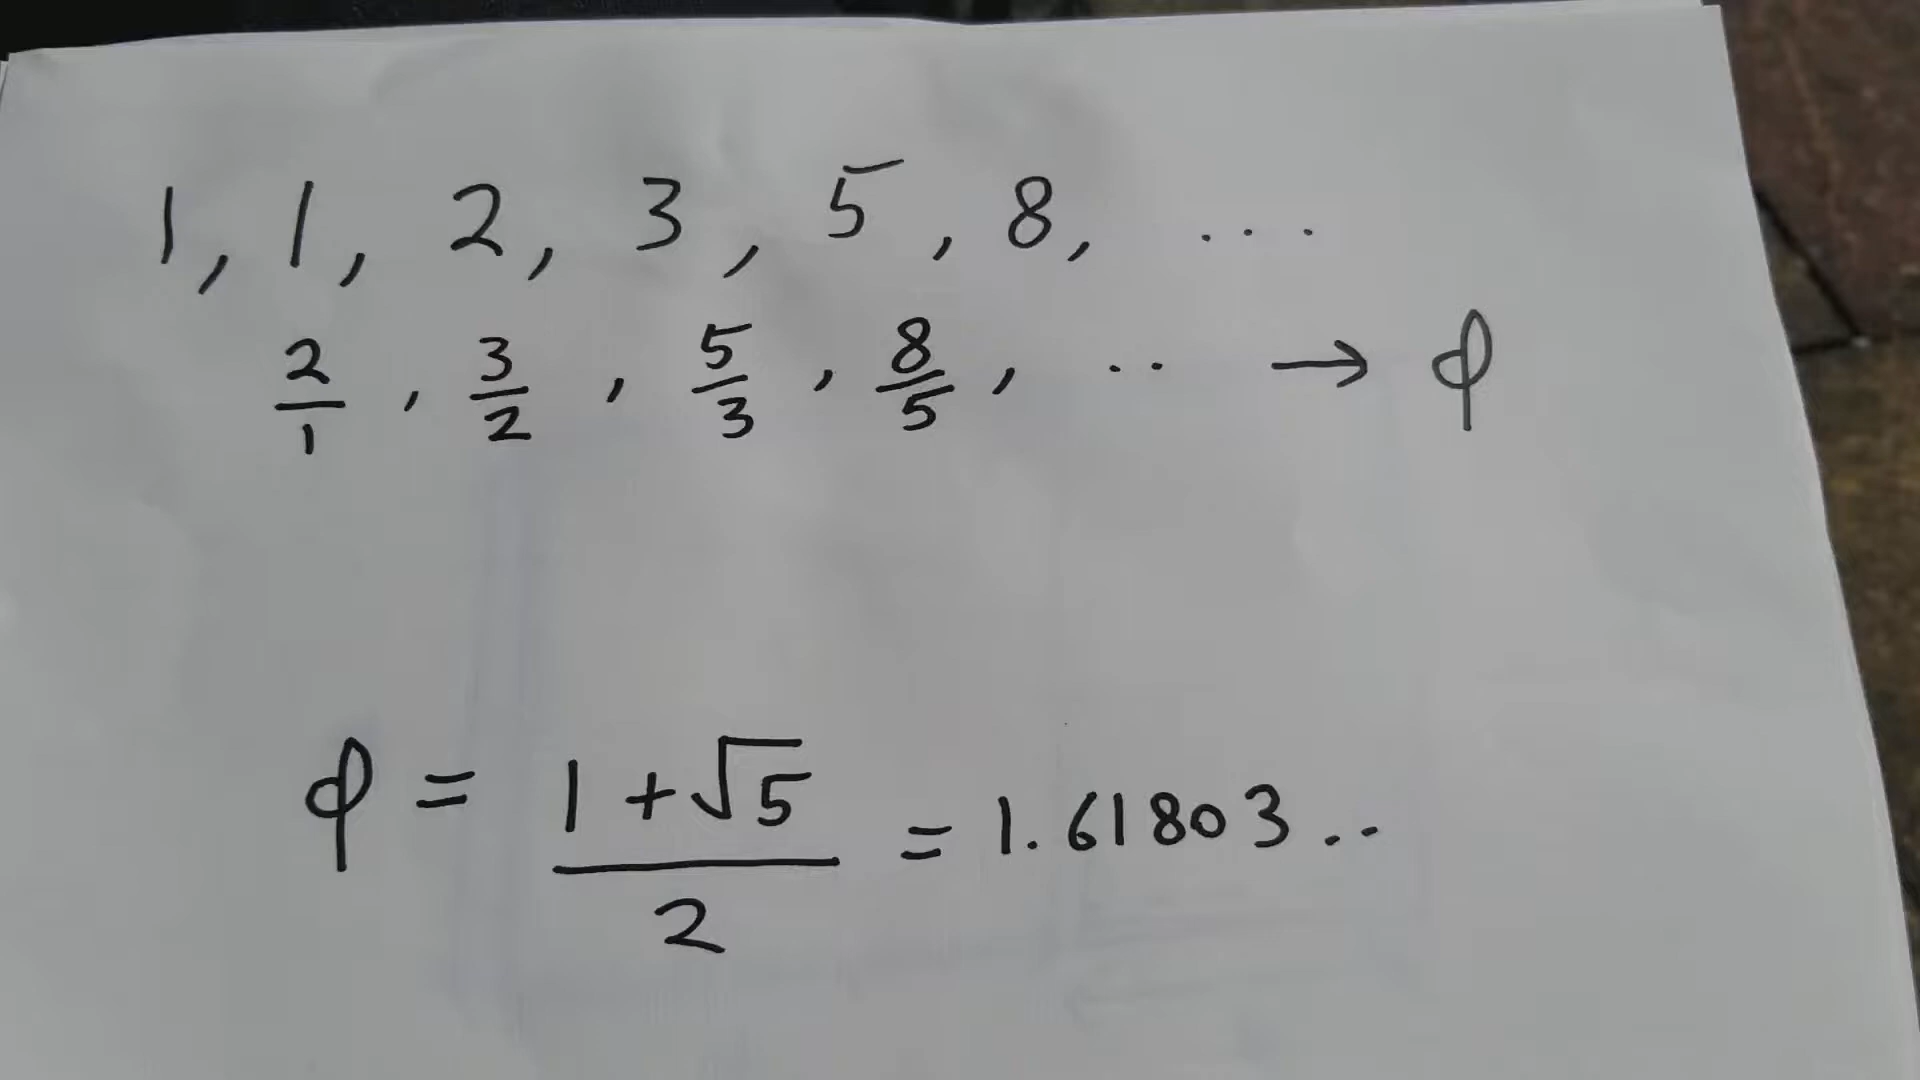 1, 1, 2, 3, 5, 8, ....
2/1, 3/2, 5/3, 8/5, .. → φ
φ = (1+√5)/2 = 1.61803..